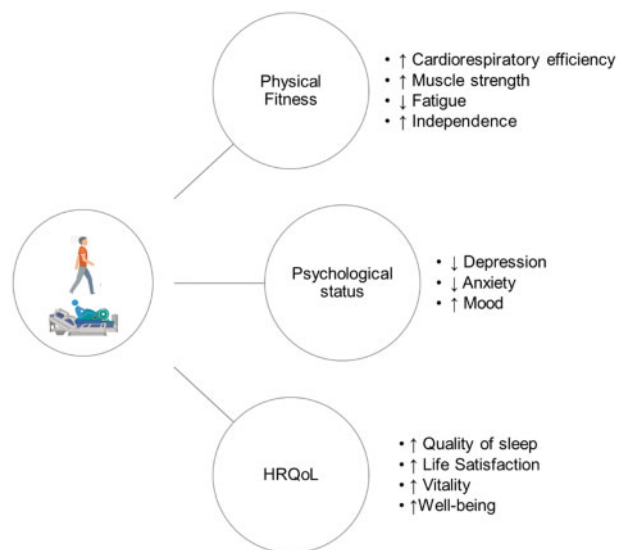 Physical
Fitness
• ↑ Cardiorespiratory efficiency
• ↑ Muscle strength
• ↓ Fatigue
• ↑ Independence
Psychological
status
• ↓ Depression
• ↓ Anxiety
• ↑ Mood
HRQoL
• ↑ Quality of sleep
• ↑ Life Satisfaction
• ↑ Vitality
• ↑Well-being